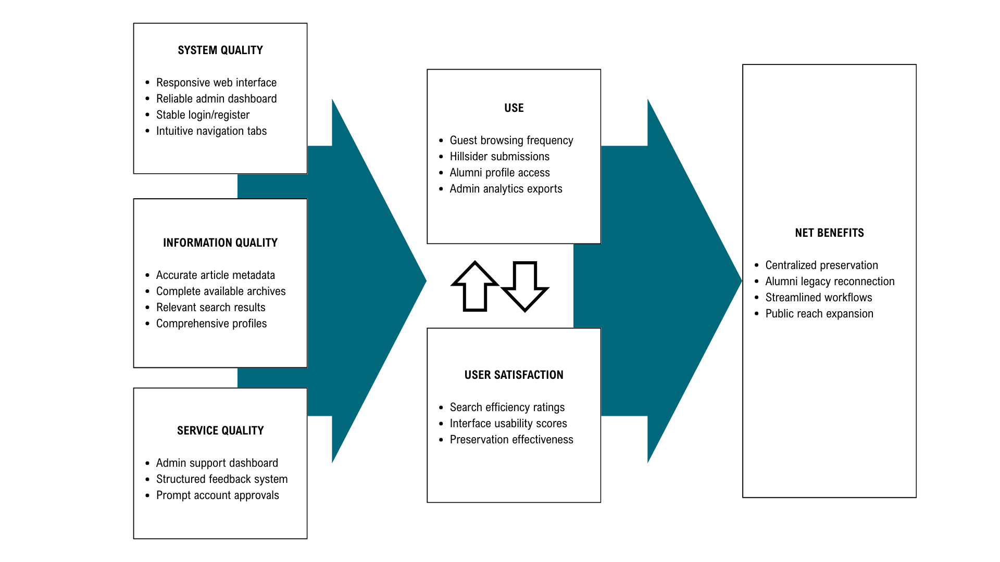 SYSTEM QUALITY
• Responsive web interface
• Reliable admin dashboard
• Stable login/register
• Intuitive navigation tabs
INFORMATION QUALITY
• Accurate article metadata
• Complete available archives
• Relevant search results
• Comprehensive profiles
SERVICE QUALITY
• Admin support dashboard
• Structured feedback system
• Prompt account approvals
USE
• Guest browsing frequency
• Hillsider submissions
• Alumni profile access
• Admin analytics exports
USER SATISFACTION
• Search efficiency ratings
• Interface usability scores
• Preservation effectiveness
NET BENEFITS
• Centralized preservation
• Alumni legacy reconnection
• Streamlined workflows
• Public reach expansion